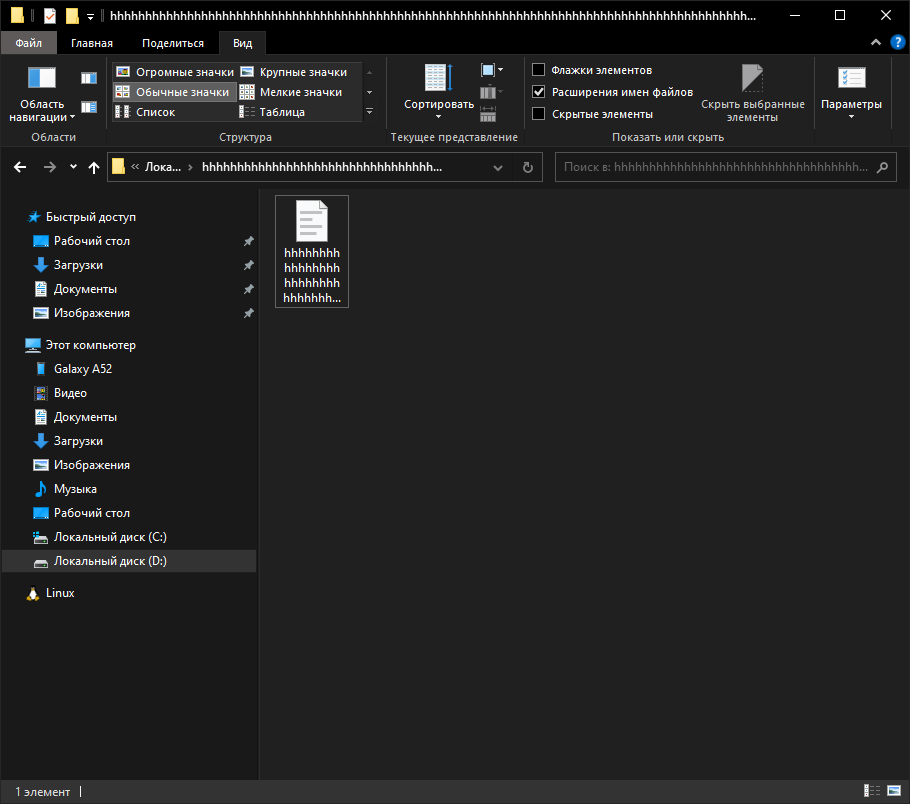 hhhhhhhhhhhhhhhhhhhhhhhhhhhhhhhhhhhhhhhhhhhhhhhhhhhhhhhhhhhhhhhhhhhhhhhhhhhhhhhhhhhhhhhhhhh...
Файл Главная Поделиться Вид
Огромные значки Крупные значки
Обычные значки Мелкие значки
Список Таблица
Область навигации
Сортировать
Флажки элементов
Расширения имен файлов
Скрытые элементы
Скрыть выбранные элементы
Параметры
Области Структура Текущее представление Показать или скрыть
« Лока... › hhhhhhhhhhhhhhhhhhhhhhhhhhhhhhhhhh...
Поиск в: hhhhhhhhhhhhhhhhhhhhhhhhhhhhhhhhhhh...
Быстрый доступ
Рабочий стол
Загрузки
Документы
Изображения
Этот компьютер
Galaxy A52
Видео
Документы
Загрузки
Изображения
Музыка
Рабочий стол
Локальный диск (C:)
Локальный диск (D:)
Linux
hhhhhhhh
hhhhhhhh
hhhhhhhh
hhhhhhh...
1 элемент